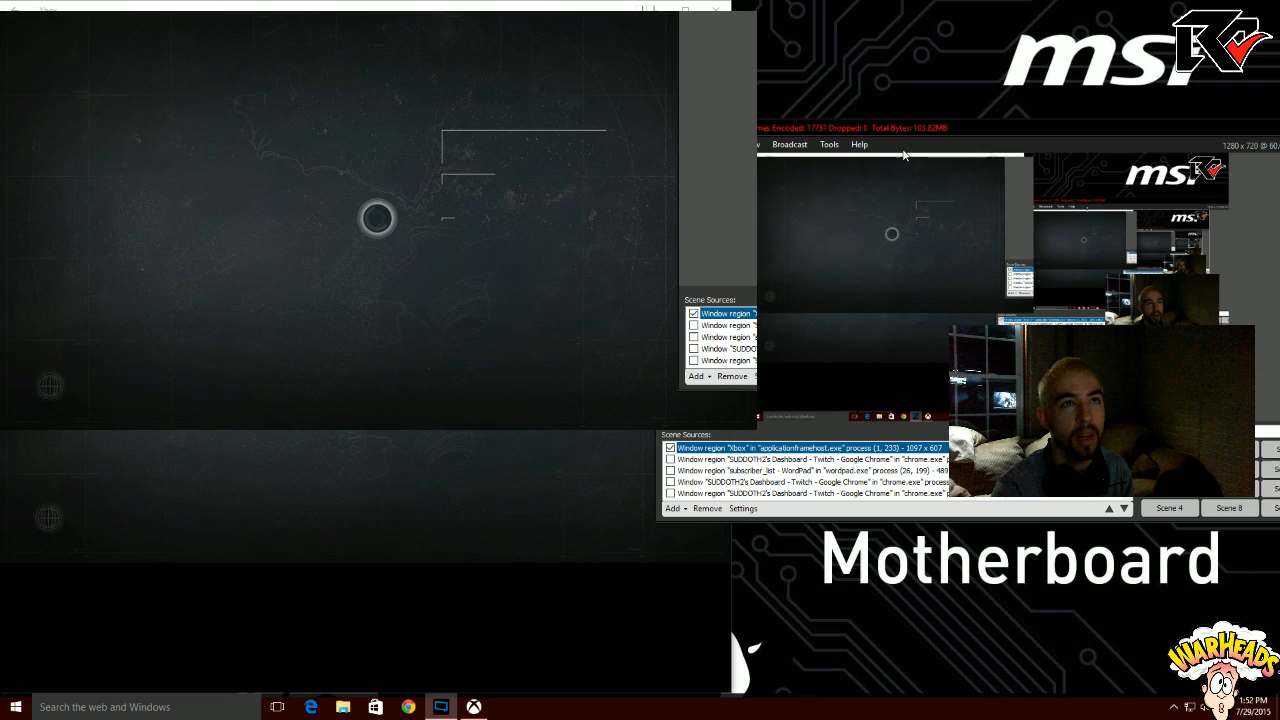 Xbox
msi
mes Encoded: 17731 Dropped: 0 Total Bytes: 103.82MB
Broadcast Tools Help
1280 x 720 @ 60.
msi
msi
Scene Sources:
Window region "X
Window region "S
Window region "s
Window "SUDDO
Window region "S
Add Remove S
Scene Sources:
Window region "Xbox" in "applicationframehost.exe" process (1, 233) - 1097 x 607
Window region "SUDDOTH2's Dashboard - Twitch - Google Chrome" in "chrome.exe" p
Window region "subscriber_list - WordPad" in "wordpad.exe" process (26, 199) - 489
Window "SUDDOTH2's Dashboard - Twitch - Google Chrome" in "chrome.exe" process
Window region "SUDDOTH2's Dashboard - Twitch - Google Chrome" in "chrome.exe" p
Add Remove Settings
Scene 4 Scene 8
Motherboard
WARHEADS
Search the web and Windows
1:52 PM
7/29/2015